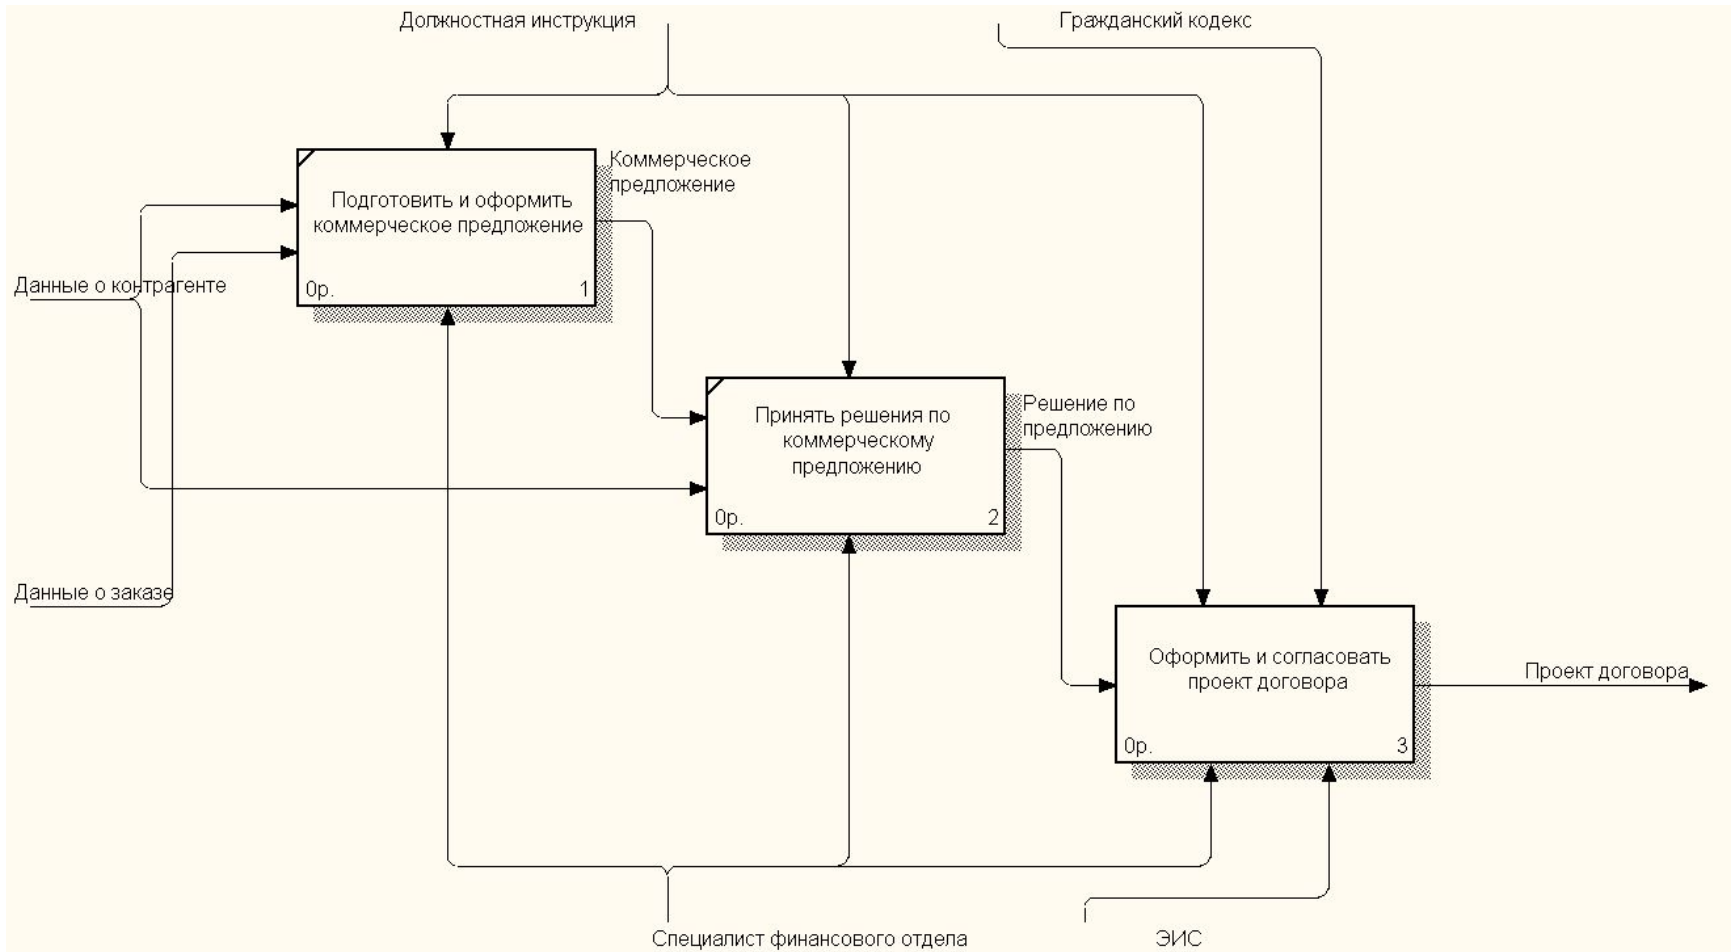 Должностная инструкция
Гражданский кодекс
Коммерческое
предложение
Подготовить и оформить
коммерческое предложение
0р.
1
Данные о контрагенте
Принять решения по
коммерческому
предложению
0р.
2
Решение по
предложению
Данные о заказе
Оформить и согласовать
проект договора
0р.
3
Проект договора
Специалист финансового отдела
ЭИС